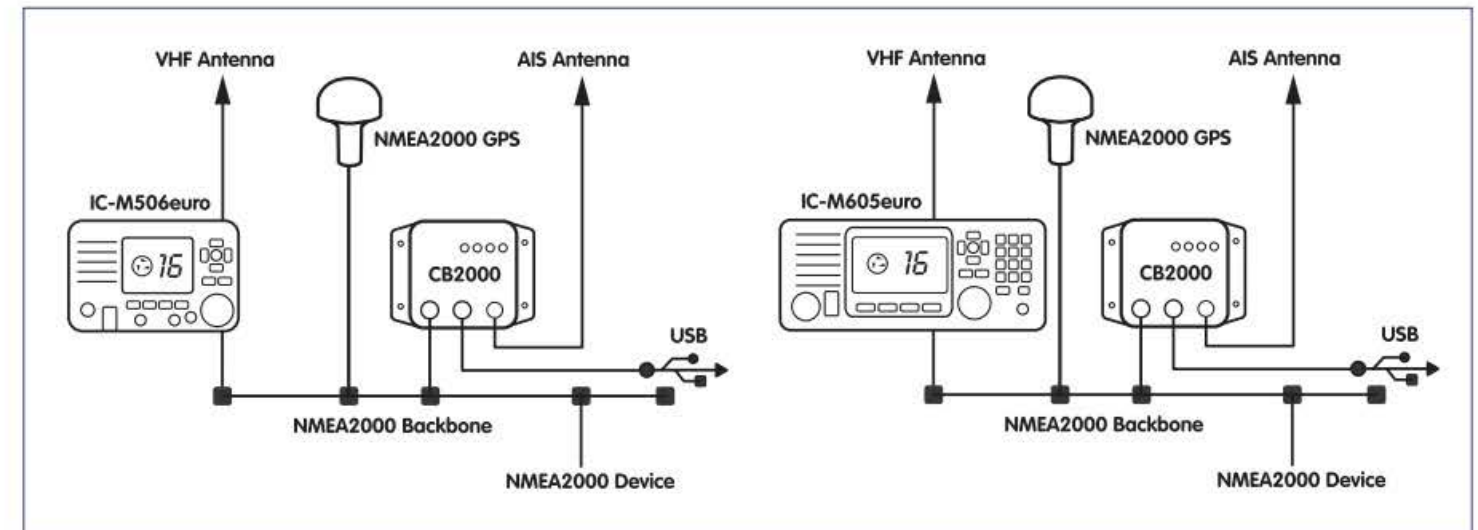 VHF Antenna
AIS Antenna
NMEA2000 GPS
IC-M506euro
16
CB2000
USB
NMEA2000 Backbone
NMEA2000 Device
VHF Antenna
AIS Antenna
NMEA2000 GPS
IC-M605euro
16
CB2000
USB
NMEA2000 Backbone
NMEA2000 Device